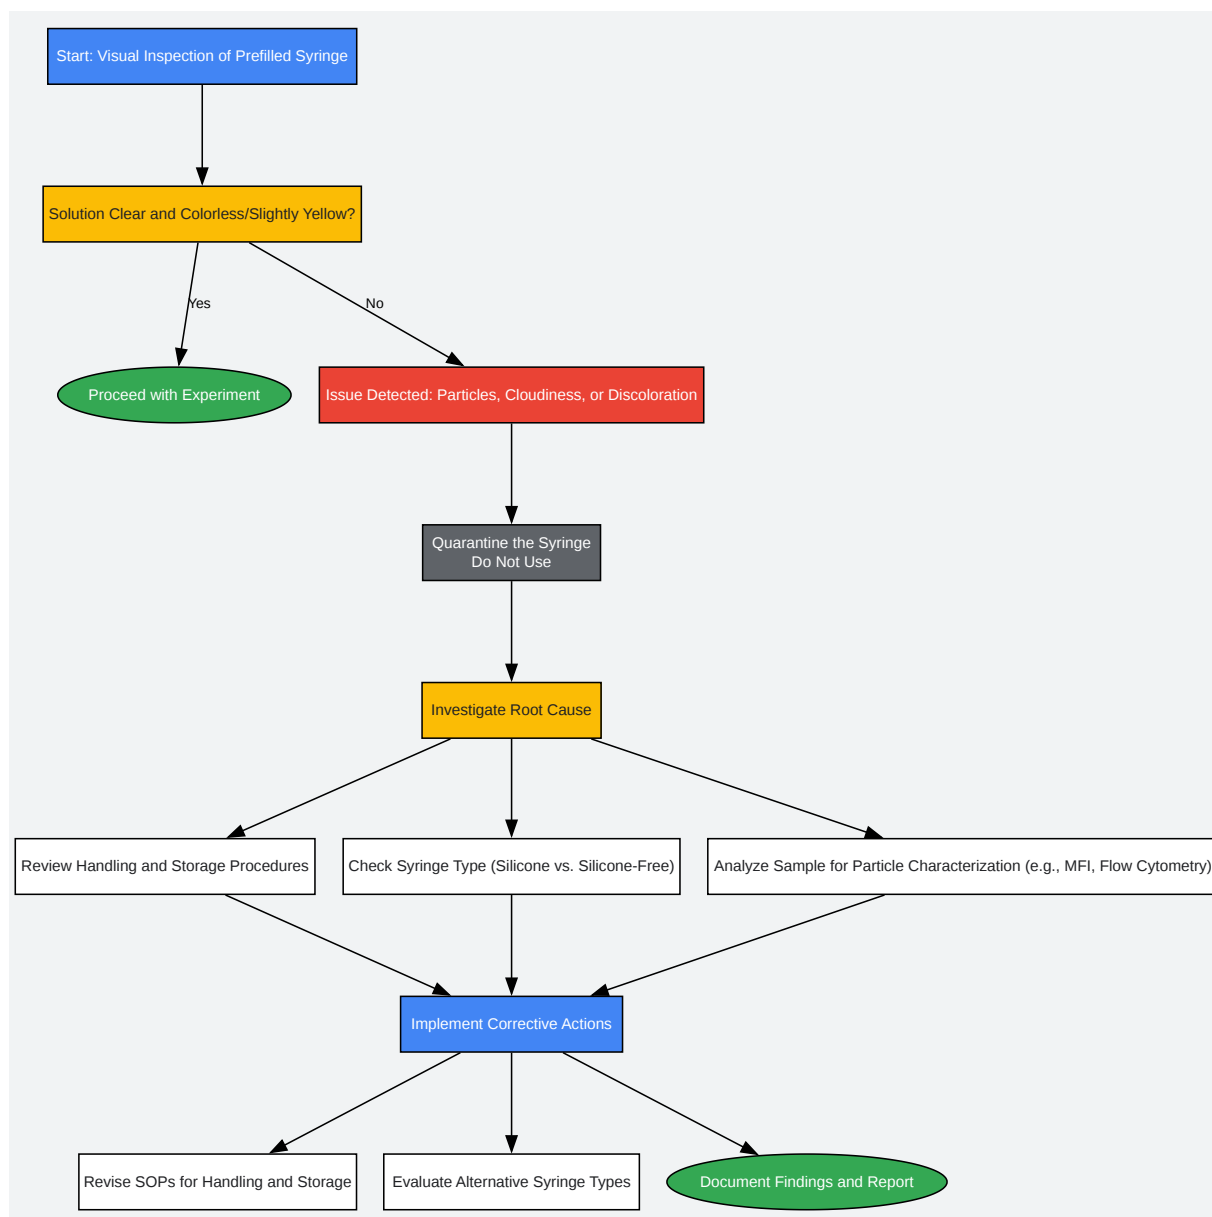 Start: Visual Inspection of Prefilled Syringe
Solution Clear and Colorless/Slightly Yellow?
Yes
No
Proceed with Experiment
Issue Detected: Particles, Cloudiness, or Discoloration
Quarantine the Syringe
Do Not Use
Investigate Root Cause
Review Handling and Storage Procedures
Check Syringe Type (Silicone vs. Silicone-Free)
Analyze Sample for Particle Characterization (e.g., MFI, Flow Cytometry)
Implement Corrective Actions
Revise SOPs for Handling and Storage
Evaluate Alternative Syringe Types
Document Findings and Report